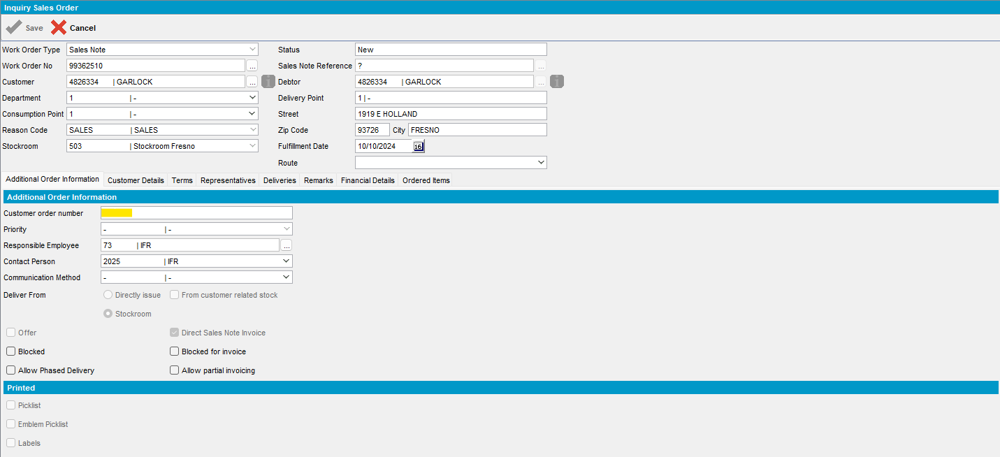 Inquiry Sales Order
Save Cancel
Work Order Type Sales Note Status New
Work Order No 99362510 ... Sales Note Reference ? ...
Customer 4826334 | GARLOCK ... i Debtor 4826334 | GARLOCK ... i
Department 1 | - Delivery Point 1 | -
Consumption Point 1 | - Street 1919 E HOLLAND
Reason Code SALES | SALES Zip Code 93726 City FRESNO
Stockroom 503 | Stockroom Fresno Fulfillment Date 10/10/2024 16
Route
Additional Order Information Customer Details Terms Representatives Deliveries Remarks Financial Details Ordered Items
Additional Order Information
Customer order number
Priority - | -
Responsible Employee 73 | IFR ...
Contact Person 2025 | IFR
Communication Method - | -
Deliver From Directly issue From customer related stock
Stockroom
Offer Direct Sales Note Invoice
Blocked Blocked for invoice
Allow Phased Delivery Allow partial invoicing
Printed
Picklist
Emblem Picklist
Labels